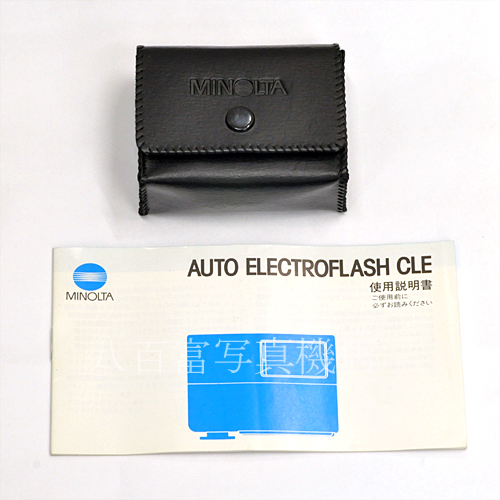 MINOLTA
AUTO ELECTROFLASH CLE
MINOLTA
使用説明書
ご使用前に、
必ずお読みください
八百富写真機